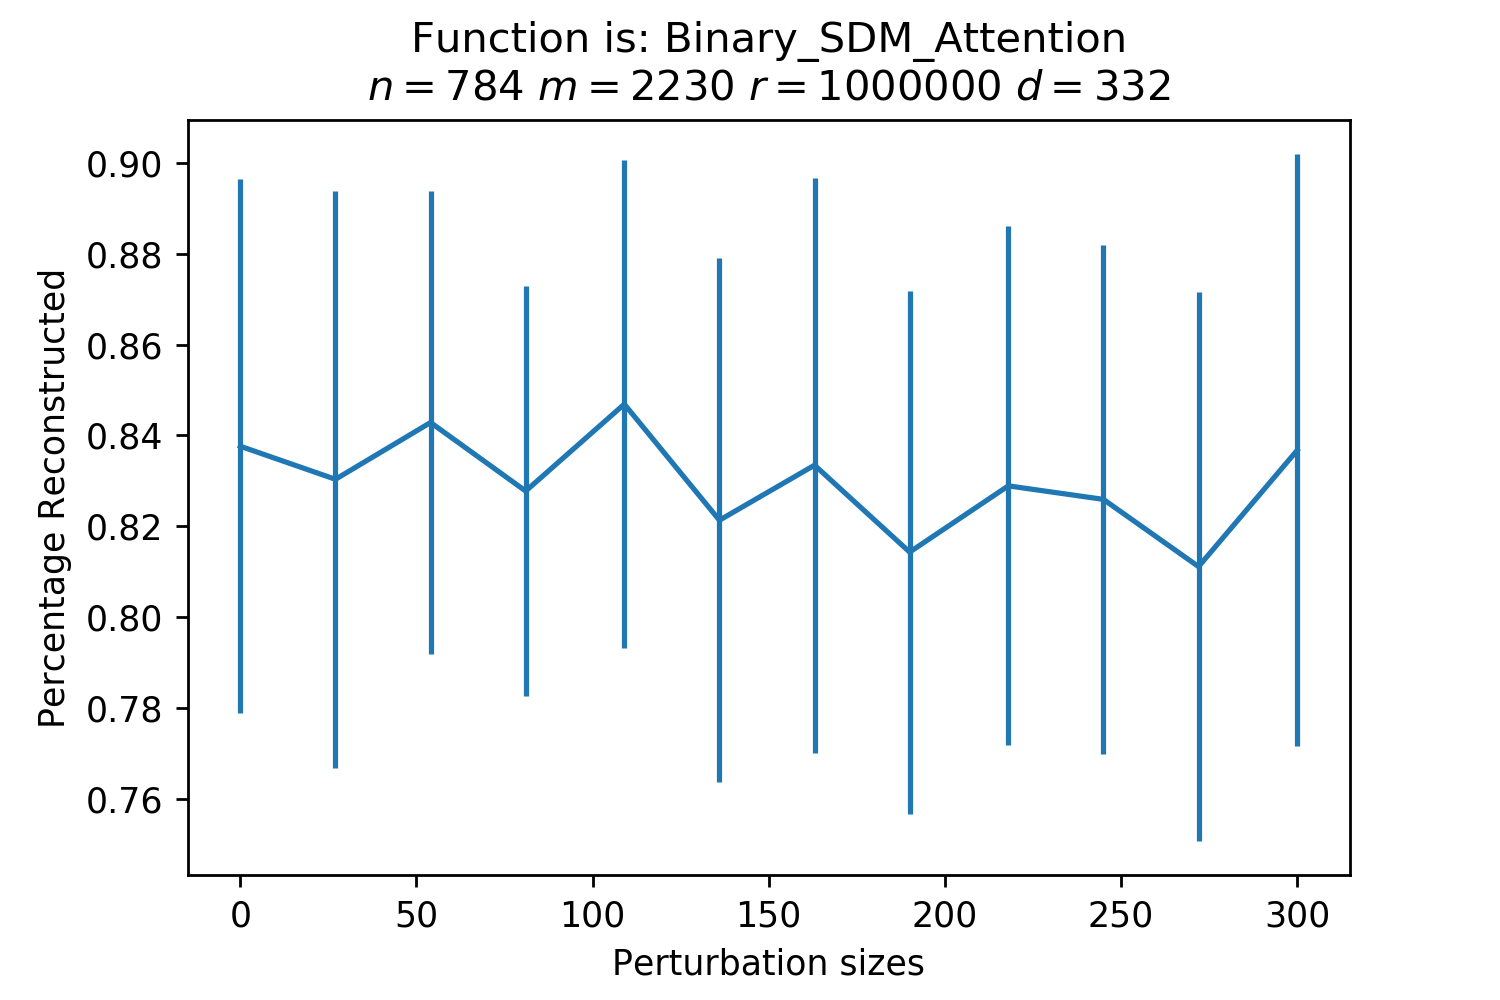 Function is: Binary_SDM_Attention
n = 784 m = 2230 r = 1000000 d = 332
Percentage Reconstructed
0.90
0.88
0.86
0.84
0.82
0.80
0.78
0.76
0 50 100 150 200 250 300
Perturbation sizes